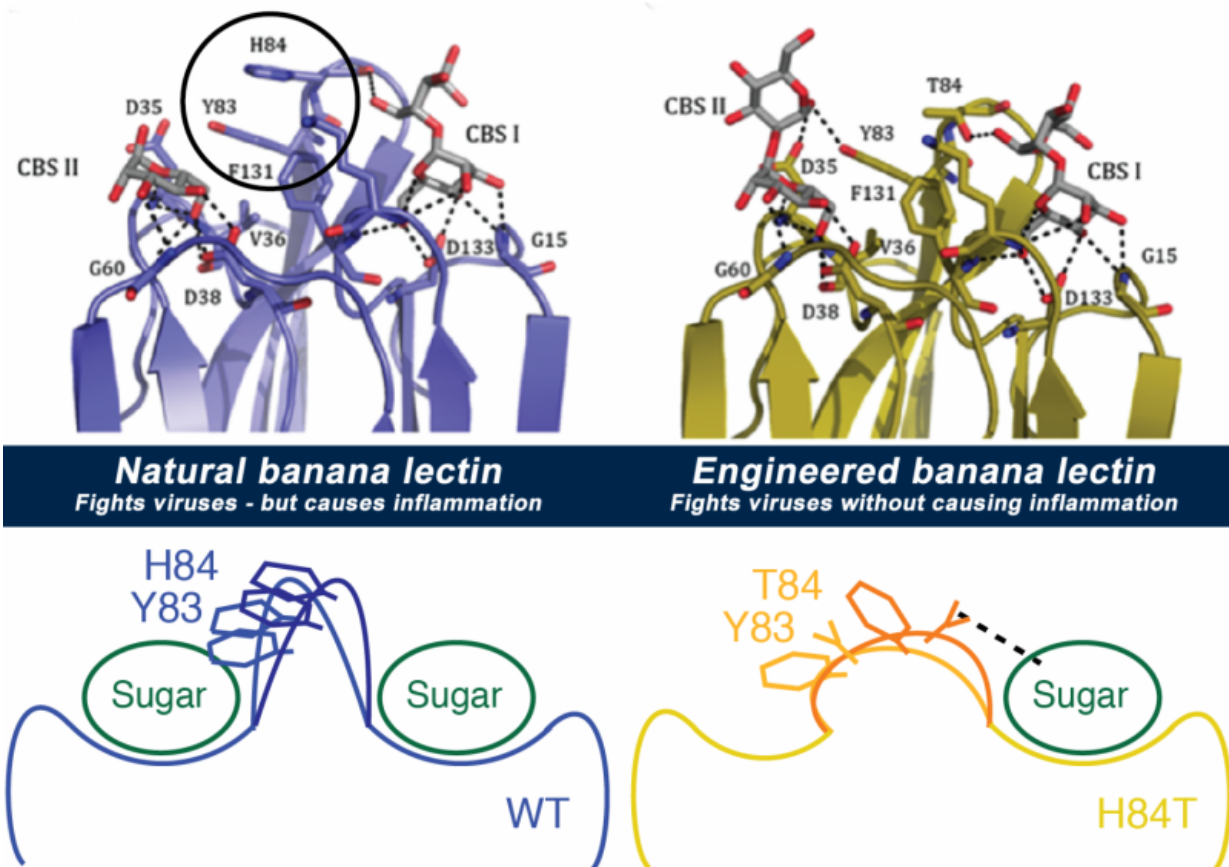 H84
D35
Y83
CBS II
CBS I
F131
V36
G60
D38
D133
G15
CBS II
T84
Y83
D35
F131
CBS I
V36
G60
G15
D38
D133
Natural banana lectin
Fights viruses - but causes inflammation
Engineered banana lectin
Fights viruses without causing inflammation
H84
Y83
Sugar
Sugar
WT
T84
Y83
Sugar
H84T